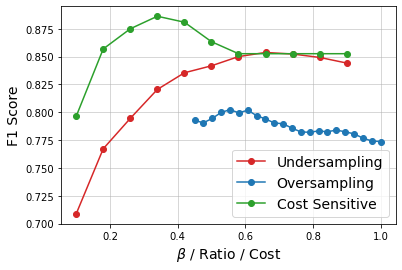 F1 Score
0.875
0.850
0.825
0.800
0.775
0.750
0.725
0.700
Undersampling
Oversampling
Cost Sensitive
0.2 0.4 0.6 0.8 1.0
β / Ratio / Cost